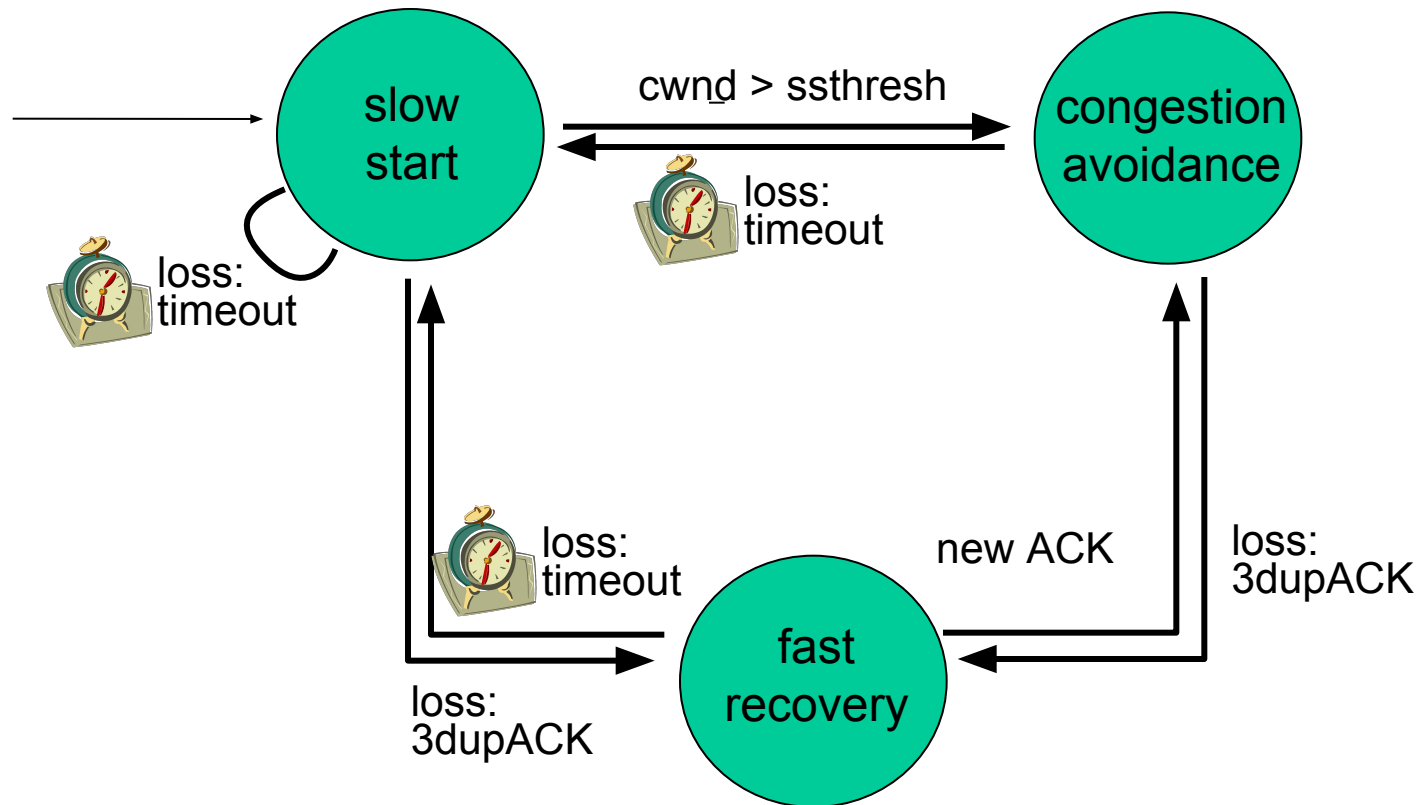 slow
start
cwnd > ssthresh
congestion
avoidance
loss:
timeout
loss:
timeout
loss:
timeout
new ACK
loss:
3dupACK
fast
recovery
loss:
3dupACK